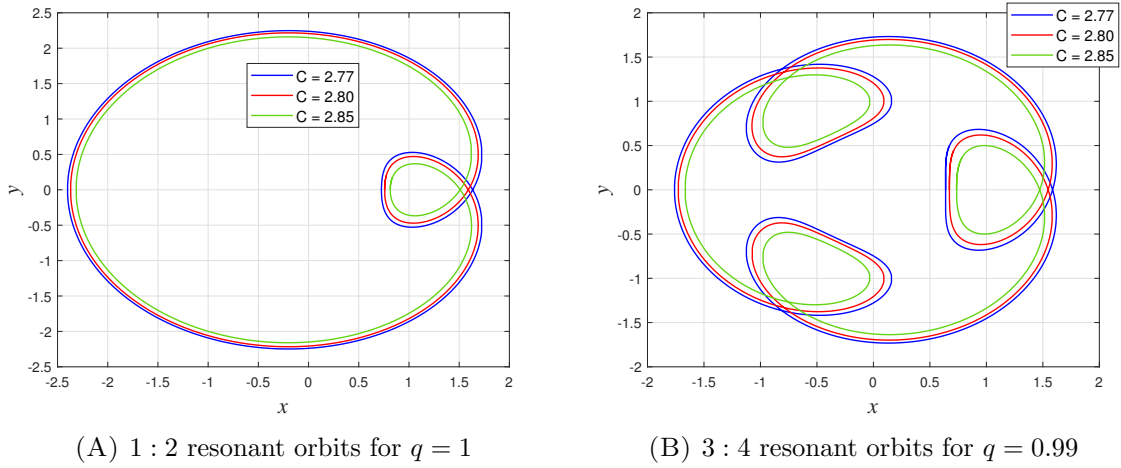 2.5
2
1.5
1
0.5
0
-0.5
-1
-1.5
-2
-2.5
y
-2.5 -2 -1.5 -1 -0.5 0 0.5 1 1.5 2
x
C = 2.77
C = 2.80
C = 2.85
(A) 1 : 2 resonant orbits for q = 1
2
1.5
1
0.5
0
-0.5
-1
-1.5
-2
y
-2 -1.5 -1 -0.5 0 0.5 1 1.5 2
x
C = 2.77
C = 2.80
C = 2.85
(B) 3 : 4 resonant orbits for q = 0.99